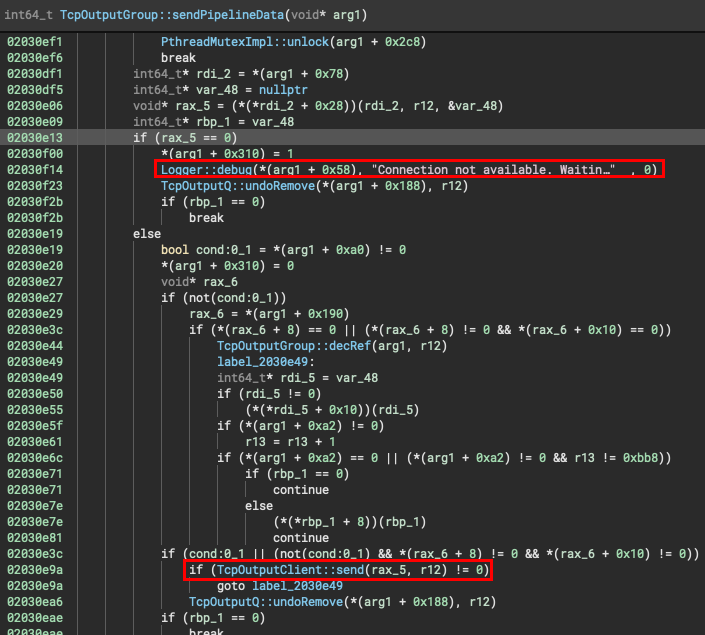 int64_t TcpOutputGroup::sendPipelineData(void* arg1)
02030ef1 PthreadMutexImpl::unlock(arg1 + 0x2c8)
02030ef6 break
02030df1 int64_t* rdi_2 = *(arg1 + 0x78)
02030df5 int64_t* var_48 = nullptr
02030e06 void* rax_5 = (*(*rdi_2 + 0x28))(rdi_2, r12, &var_48)
02030e09 int64_t* rbp_1 = var_48
02030e13 if (rax_5 == 0)
02030f00 *(arg1 + 0x310) = 1
02030f14 Logger::debug(*(arg1 + 0x58), "Connection not available. Waitin…" , 0)
02030f23 TcpOutputQ::undoRemove(*(arg1 + 0x188), r12)
02030f2b if (rbp_1 == 0)
02030f2b break
02030e19 else
02030e19 bool cond:0_1 = *(arg1 + 0xa0) != 0
02030e20 *(arg1 + 0x310) = 0
02030e27 void* rax_6
02030e27 if (not(cond:0_1))
02030e29 rax_6 = *(arg1 + 0x190)
02030e3c if (*(rax_6 + 8) == 0 || (*(rax_6 + 8) != 0 && *(rax_6 + 0x10) == 0))
02030e44 TcpOutputGroup::decRef(arg1, r12)
02030e49 label_2030e49:
02030e49 int64_t* rdi_5 = var_48
02030e50 if (rdi_5 != 0)
02030e55 (*(*rdi_5 + 0x10))(rdi_5)
02030e5f if (*(arg1 + 0xa2) != 0)
02030e61 r13 = r13 + 1
02030e6c if (*(arg1 + 0xa2) == 0 || (*(arg1 + 0xa2) != 0 && r13 != 0xbb8))
02030e71 if (rbp_1 == 0)
02030e71 continue
02030e7e else
02030e7e (*(*rbp_1 + 8))(rbp_1)
02030e81 continue
02030e3c if (cond:0_1 || (not(cond:0_1) && *(rax_6 + 8) != 0 && *(rax_6 + 0x10) != 0))
02030e9a if (TcpOutputClient::send(rax_5, r12) != 0)
02030e9a goto label_2030e49
02030ea6 TcpOutputQ::undoRemove(*(arg1 + 0x188), r12)
02030eae if (rbp_1 == 0)
02030eae break